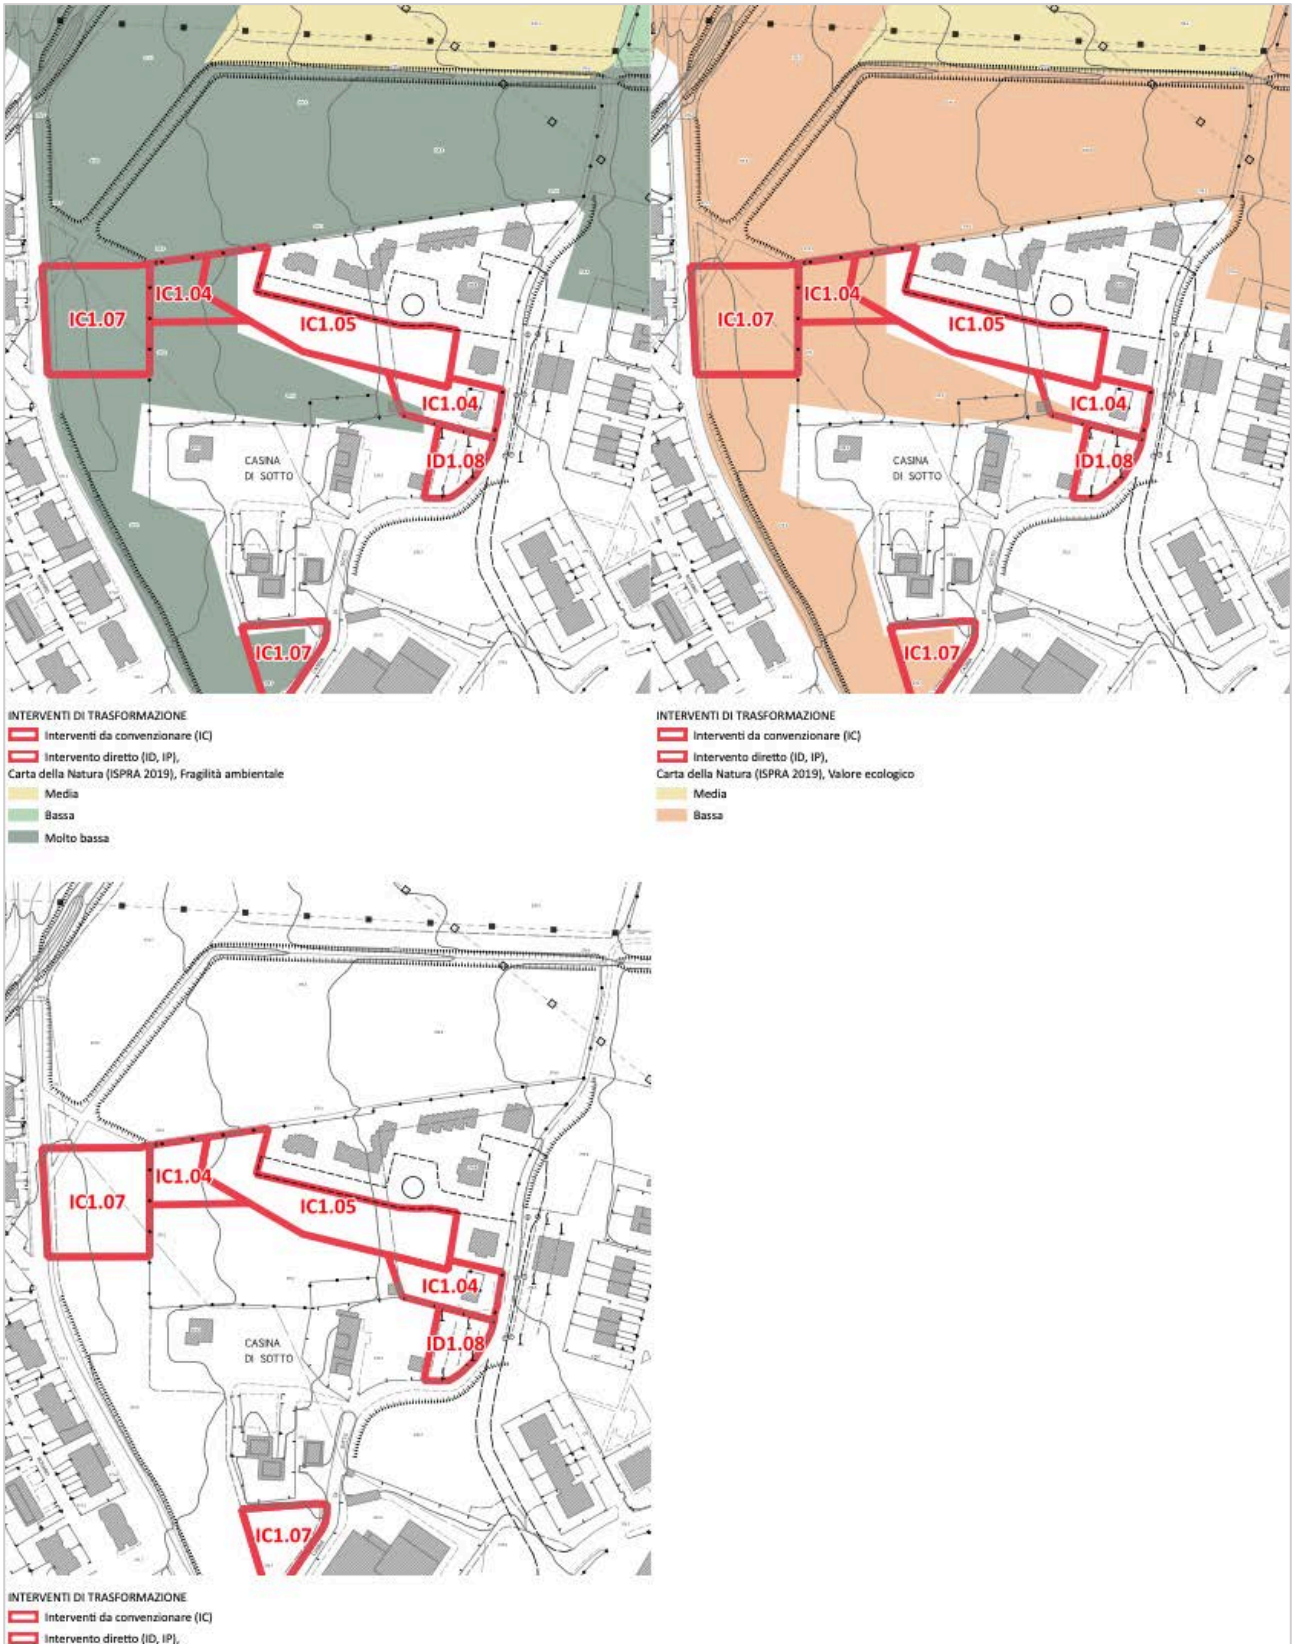 IC1.07
IC1.04
IC1.05
IC1.04
ID1.08
CASINA
DI SOTTO
IC1.07
INTERVENTI DI TRASFORMAZIONE
Interventi da convenzionare (IC)
Intervento diretto (ID, IP),
Carta della Natura (ISPRA 2019), Fragilità ambientale
Media
Bassa
Molto bassa
IC1.07
IC1.04
IC1.05
IC1.04
ID1.08
CASINA
DI SOTTO
IC1.07
INTERVENTI DI TRASFORMAZIONE
Interventi da convenzionare (IC)
Intervento diretto (ID, IP),
Carta della Natura (ISPRA 2019), Valore ecologico
Media
Bassa
IC1.07
IC1.04
IC1.05
IC1.04
ID1.08
CASINA
DI SOTTO
IC1.07
INTERVENTI DI TRASFORMAZIONE
Interventi da convenzionare (IC)
Intervento diretto (ID, IP),